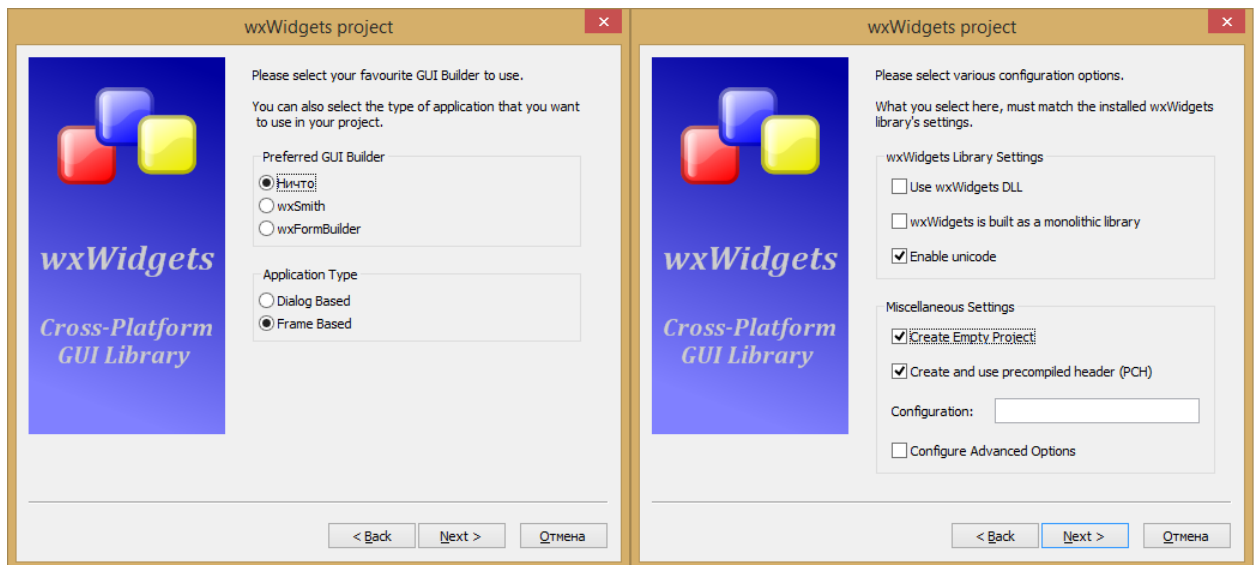 wxWidgets project
Please select your favourite GUI Builder to use.
You can also select the type of application that you want
to use in your project.
Preferred GUI Builder
Ничто
wxSmith
wxFormBuilder
Application Type
Dialog Based
Frame Based
wxWidgets
Cross-Platform
GUI Library
< Back
Next >
Отмена
wxWidgets project
Please select various configuration options.
What you select here, must match the installed wxWidgets
library's settings.
wxWidgets Library Settings
Use wxWidgets DLL
wxWidgets is built as a monolithic library
Enable unicode
Miscellaneous Settings
Create Empty Project
Create and use precompiled header (PCH)
Configuration:
Configure Advanced Options
wxWidgets
Cross-Platform
GUI Library
< Back
Next >
Отмена